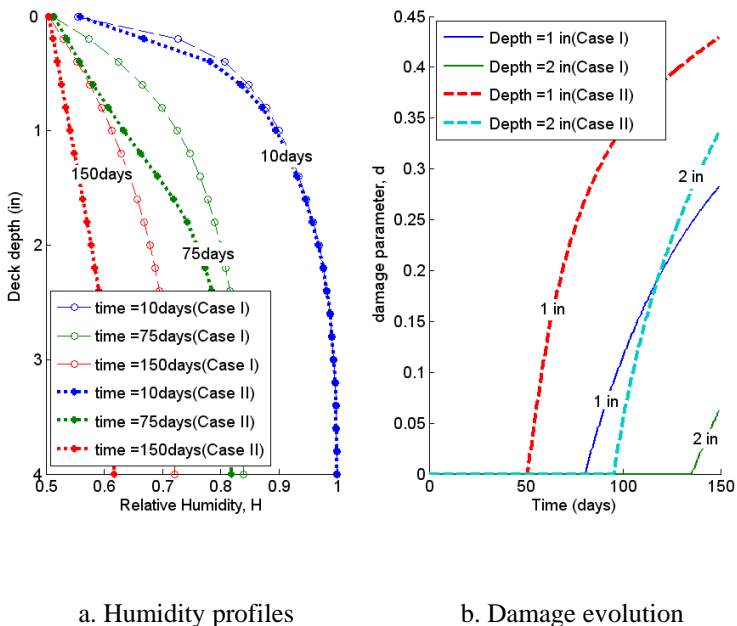 0
1
2
3
4
0.5
0.6
0.7
0.8
0.9
1
Deck depth (in)
Relative Humidity, H
10days
150days
75days
time =10days(Case I)
time =75days(Case I)
time =150days(Case I)
time =10days(Case II)
time =75days(Case II)
time =150days(Case II)
a. Humidity profiles
0.45
0.4
0.35
0.3
0.25
0.2
0.15
0.1
0.05
0
0
50
100
150
damage parameter, d
Time (days)
Depth =1 in(Case I)
Depth =2 in(Case I)
Depth =1 in(Case II)
Depth =2 in(Case II)
1 in
2 in
1 in
1 in
2 in
b. Damage evolution